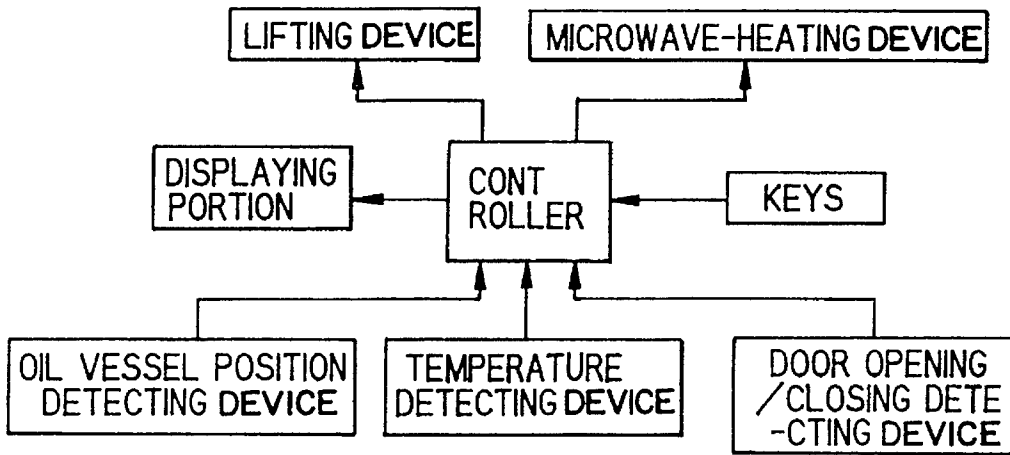 LIFTING DEVICE
MICROWAVE-HEATING DEVICE
DISPLAYING
PORTION
CONT
ROLLER
KEYS
OIL VESSEL POSITION
DETECTING DEVICE
TEMPERATURE
DETECTING DEVICE
DOOR OPENING
/CLOSING DETE
-CTING DEVICE